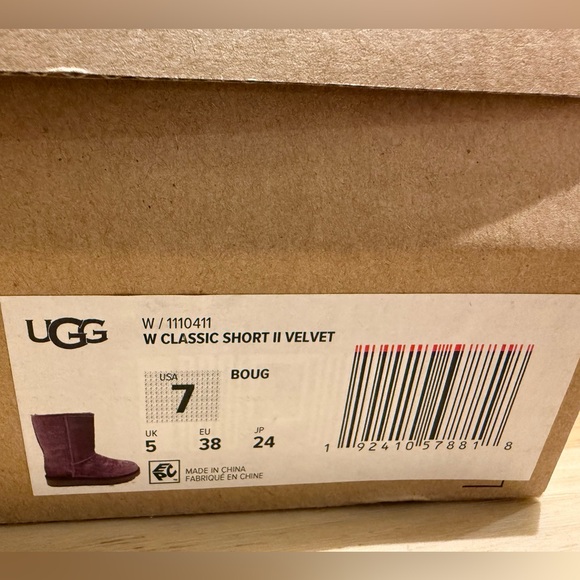 UGG
W / 1110411
W CLASSIC SHORT II VELVET
USA
7
BOUG
UK
5
EU
38
JP
24
MADE IN CHINA
FABRIQUÉ EN CHINE
1 92410 57881 8